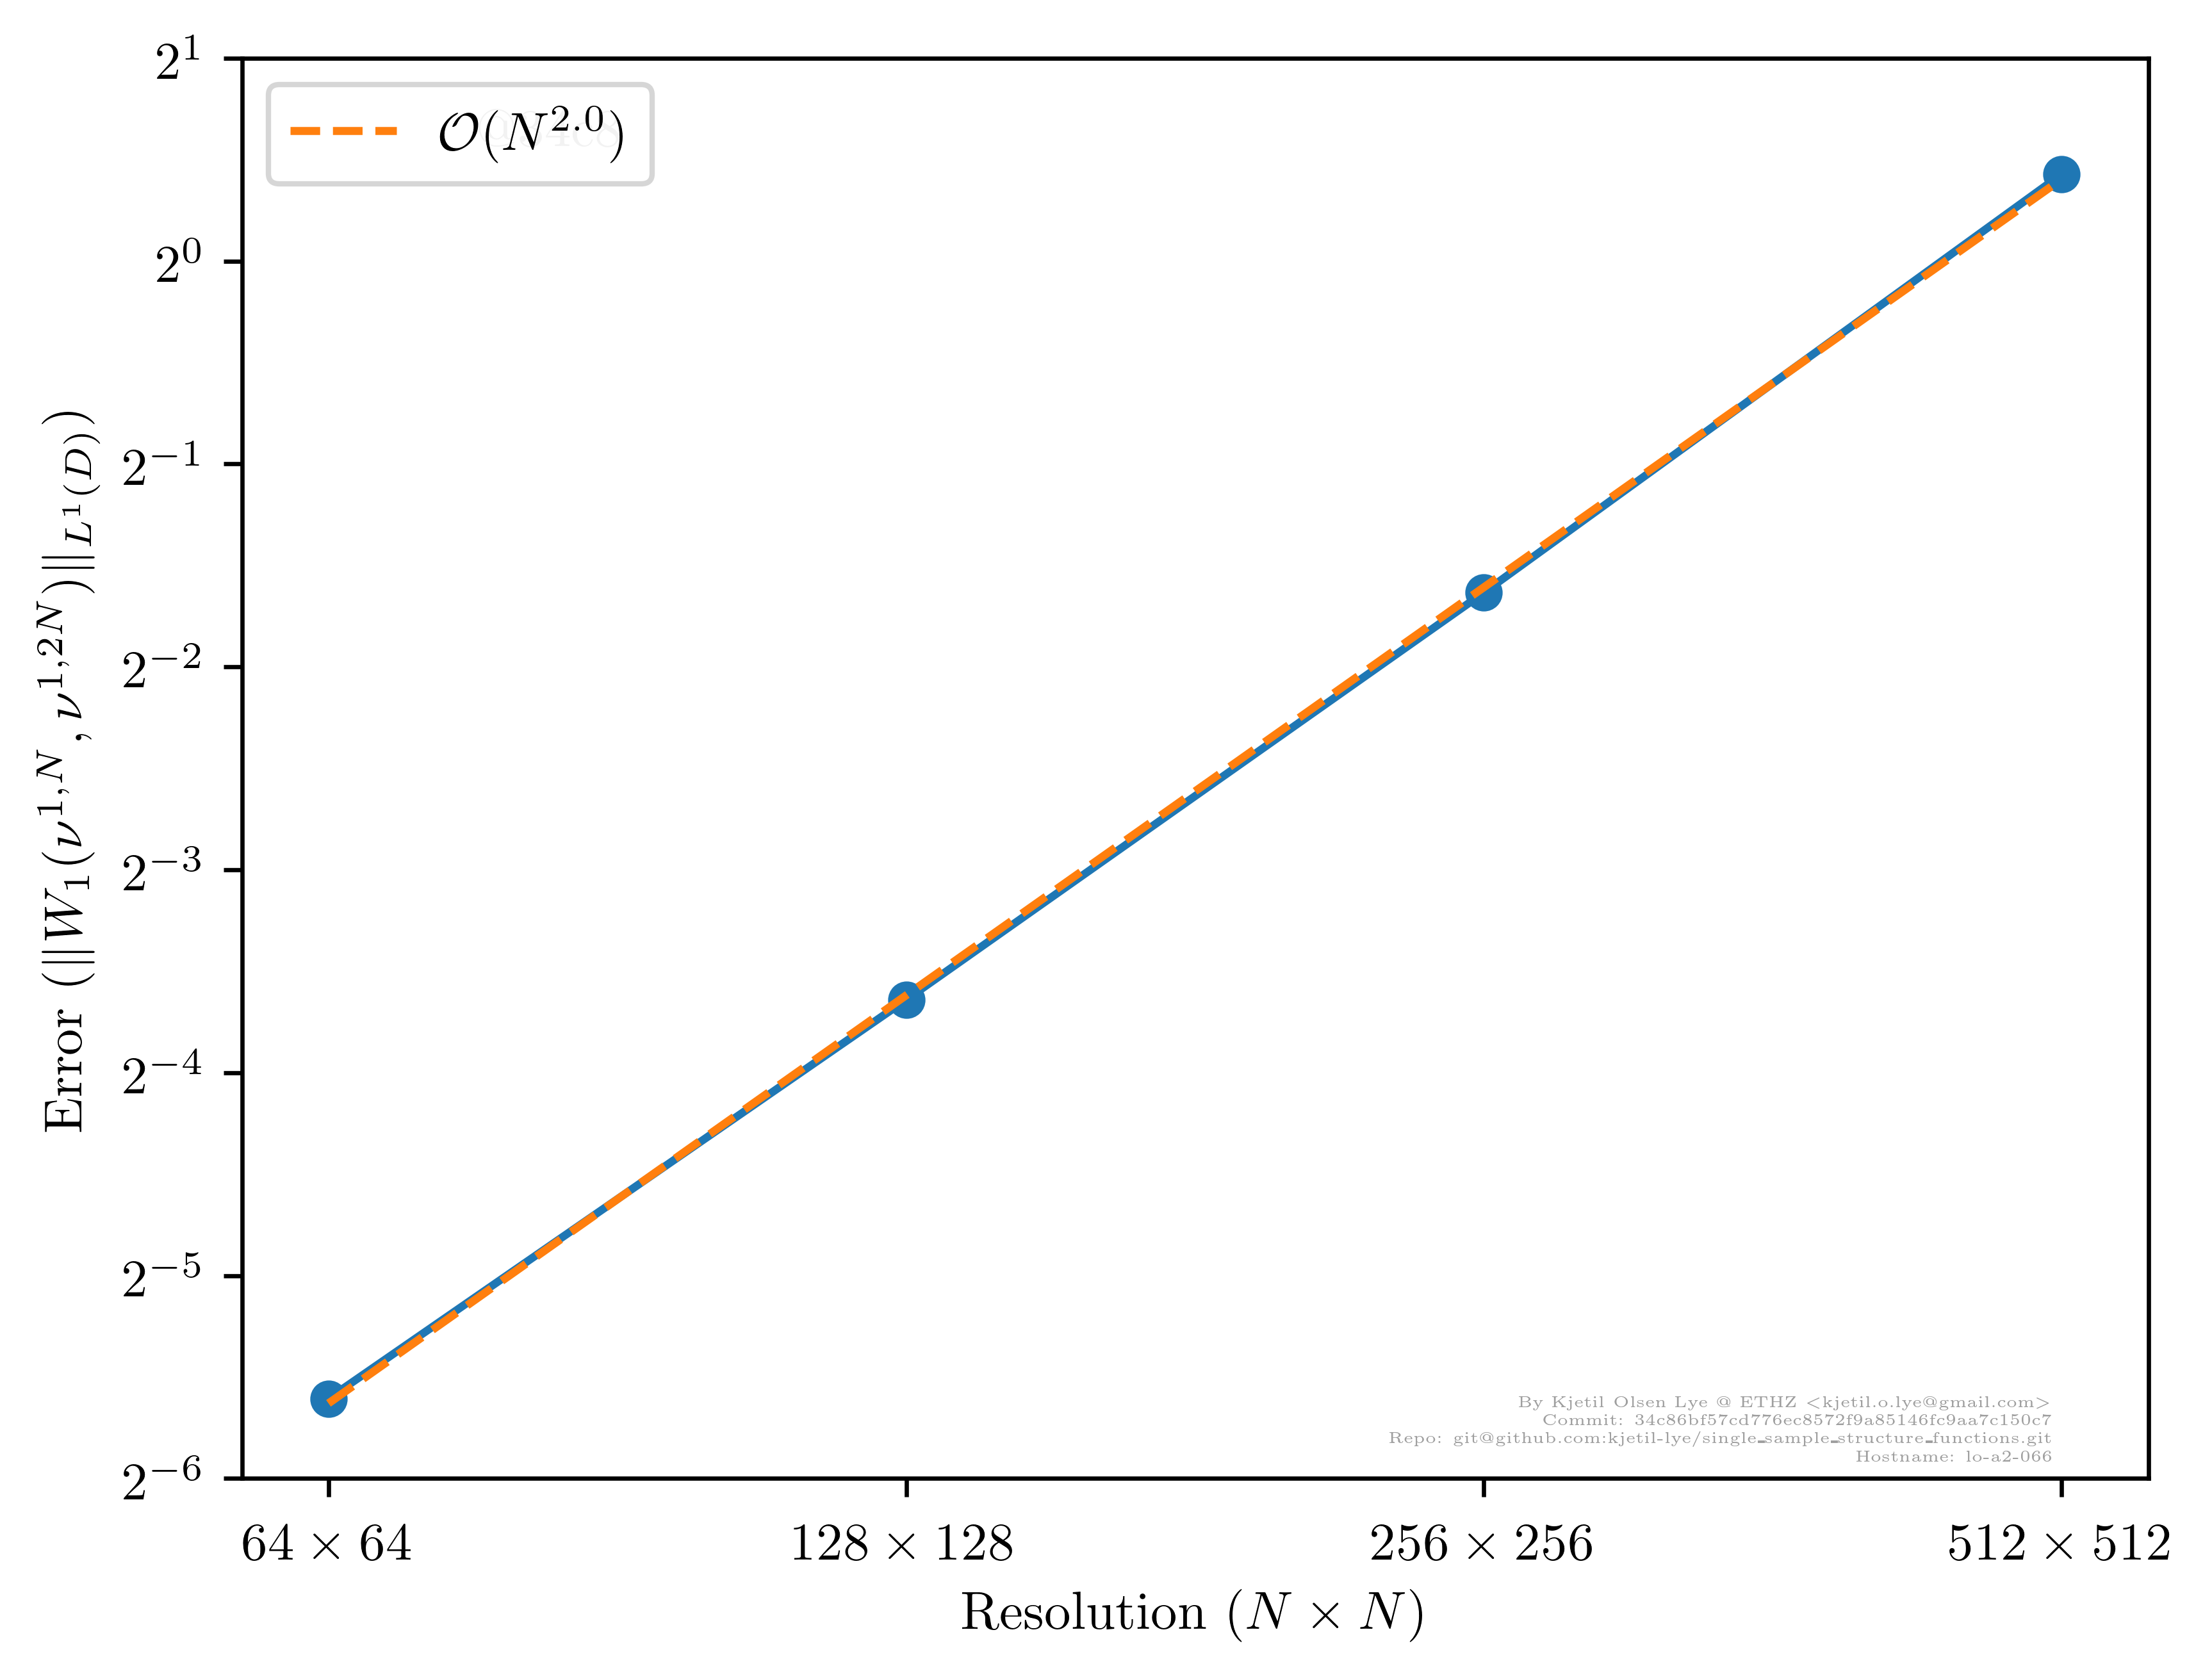 2^1
2^0
2^{-1}
2^{-2}
2^{-3}
2^{-4}
2^{-5}
2^{-6}
Error (||W_1(ν^{1,N}, ν^{1,2N})||_{L^1(D)})
𝒪(N^{2.0})
By Kjetil Olsen Lye @ ETHZ <kjetil.o.lye@gmail.com>
Commit: 34c86bf57cd776ec8572f9a85146fc9aa7c150c7
Repo: git@github.com:kjetil-lye/single_sample_structure_functions.git
Hostname: lo-a2-066
64 × 64
128 × 128
256 × 256
512 × 512
Resolution (N × N)